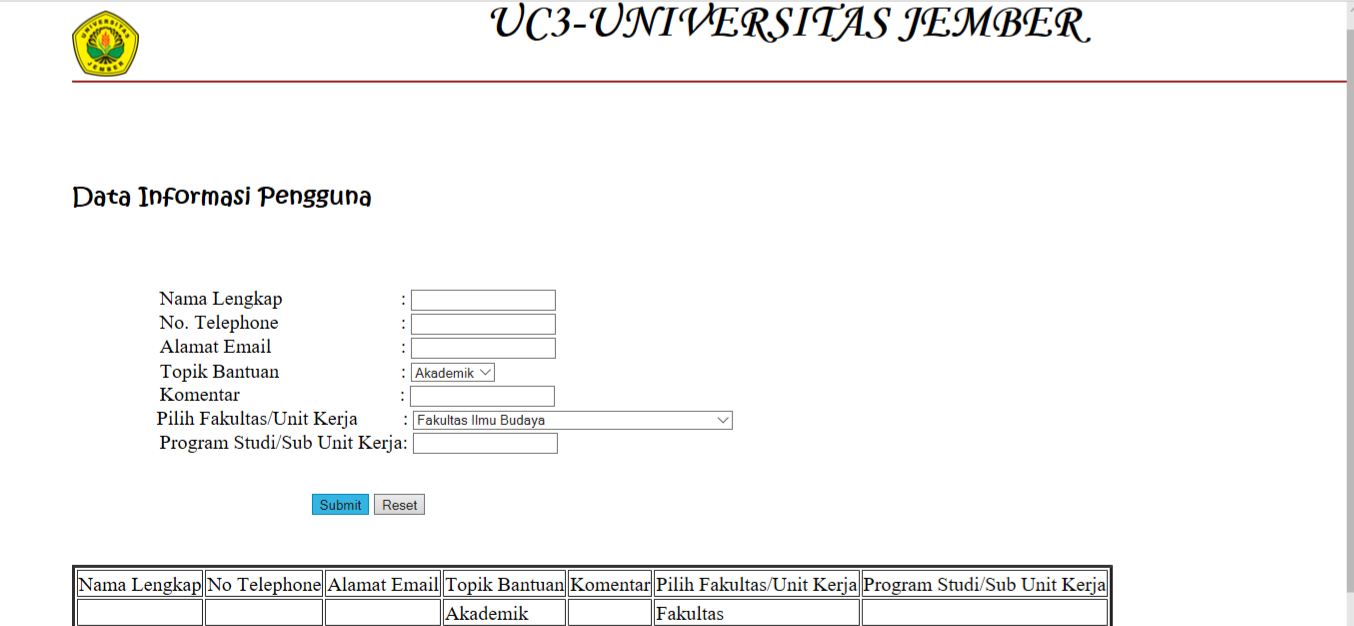 UNIVERSITAS
JEMBER
UC3-UNIVERSITAS JEMBER
Data Informasi Pengguna
Nama Lengkap :
No. Telephone :
Alamat Email :
Topik Bantuan : Akademik
Komentar :
Pilih Fakultas/Unit Kerja : Fakultas Ilmu Budaya
Program Studi/Sub Unit Kerja:
Submit Reset
Nama Lengkap No Telephone Alamat Email Topik Bantuan Komentar Pilih Fakultas/Unit Kerja Program Studi/Sub Unit Kerja
Akademik Fakultas